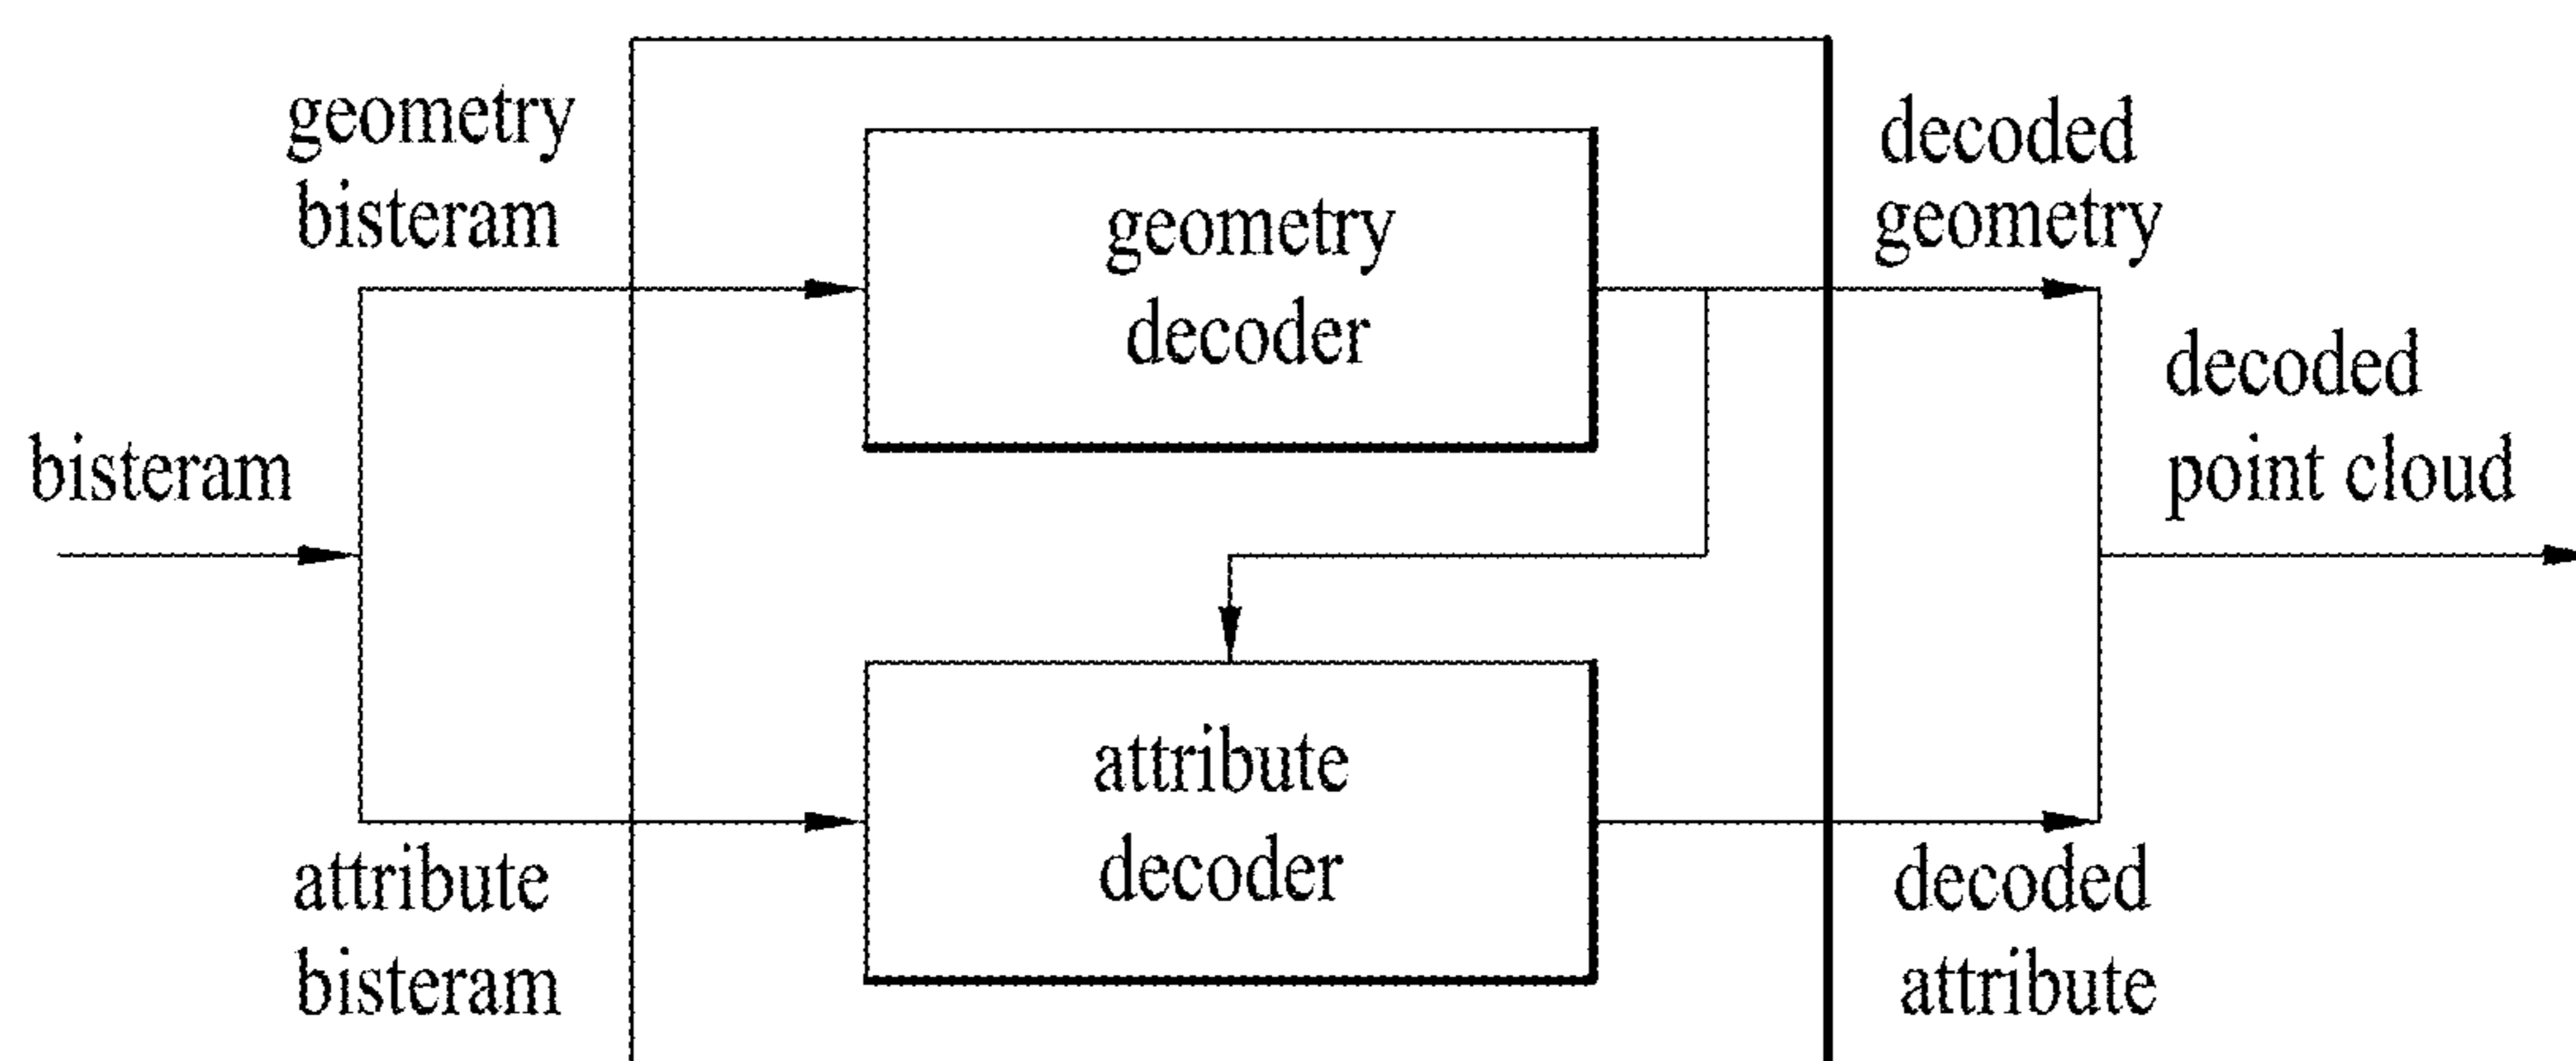 geometry
bisteram
geometry
decoder
decoded
geometry
bisteram
decoded
point cloud
attribute
decoder
attribute
bisteram
decoded
attribute